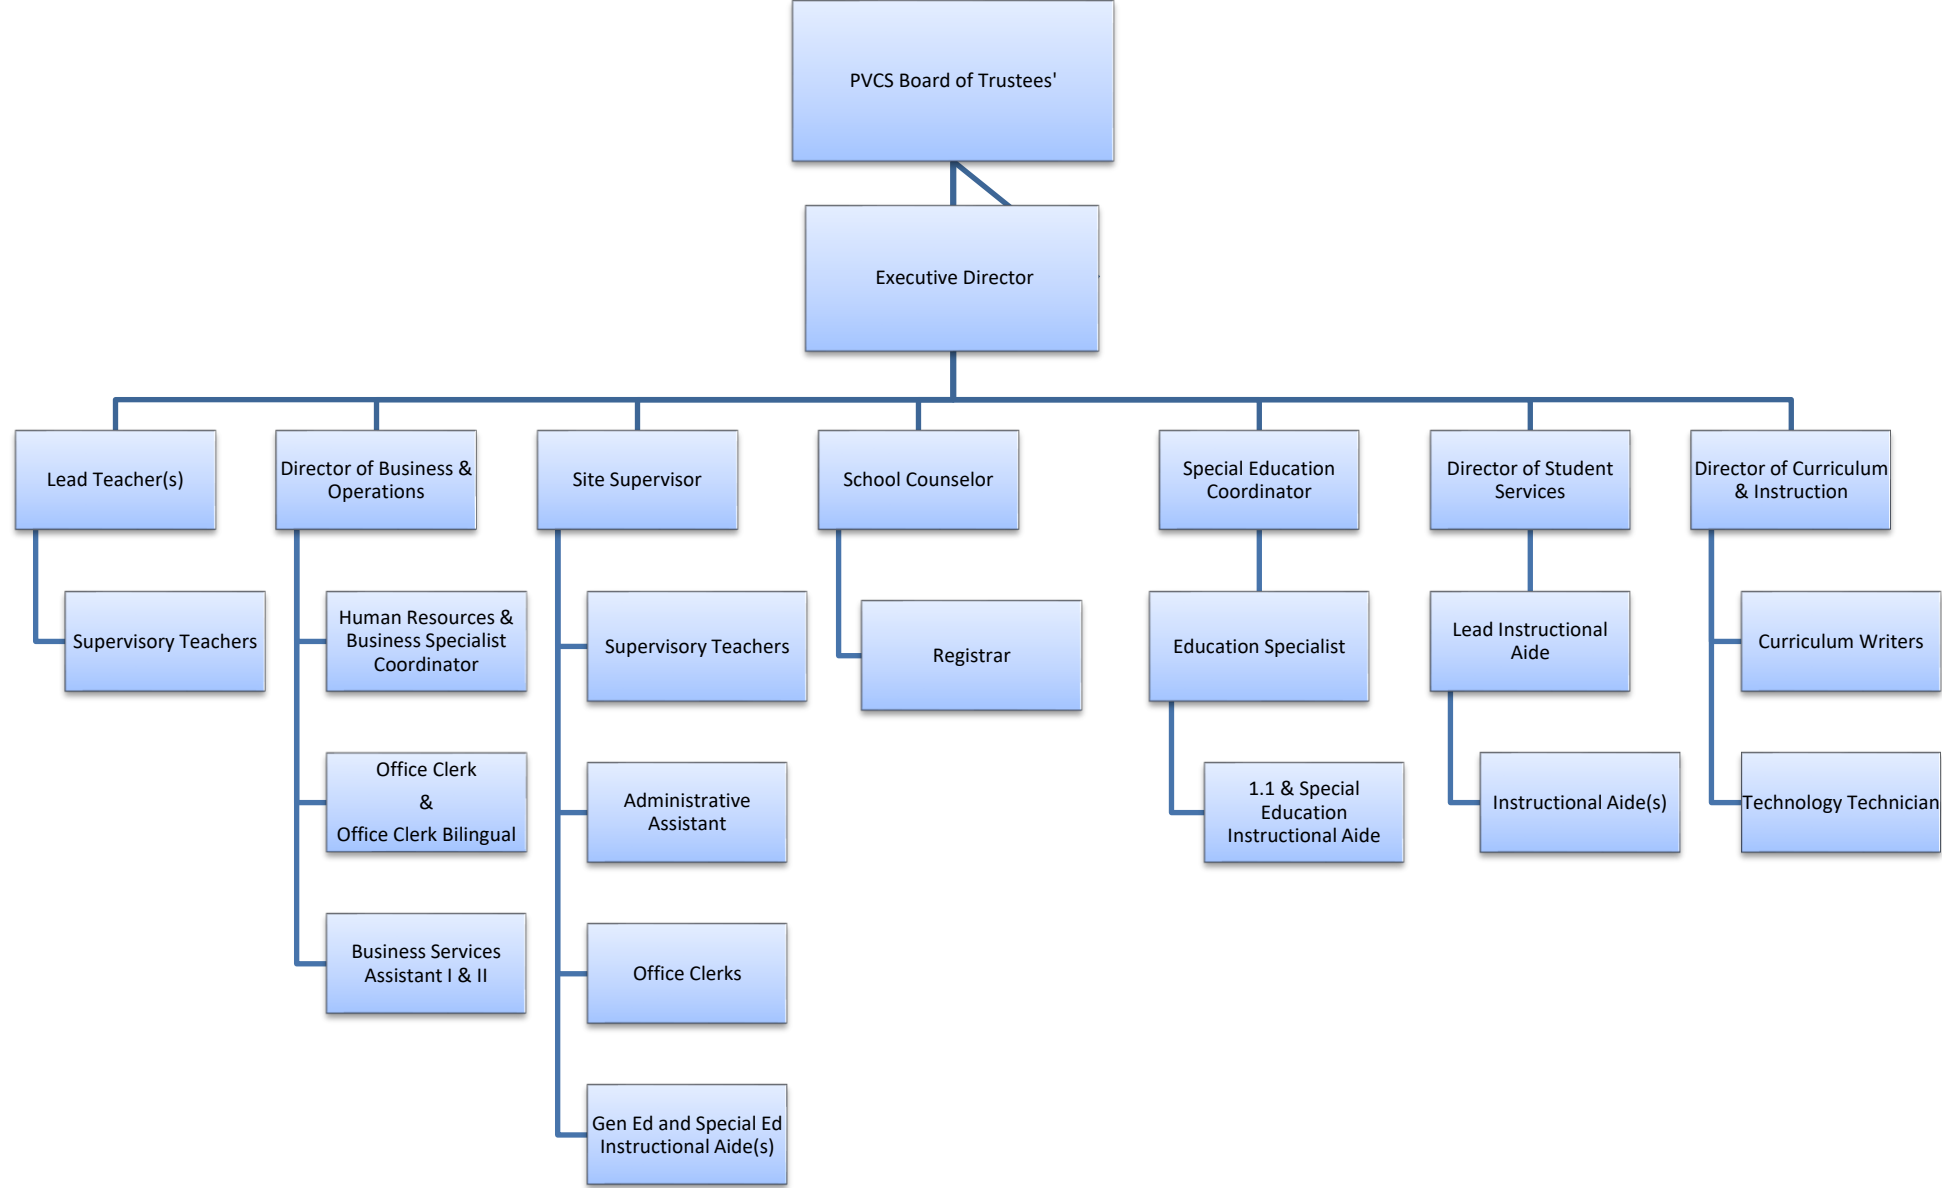 PVCS Board of Trustees'
Executive Director
Lead Teacher(s)
Director of Business &
Operations
Site Supervisor
School Counselor
Special Education
Coordinator
Director of Student
Services
Director of Curriculum
& Instruction
Supervisory Teachers
Human Resources &
Business Specialist
Coordinator
Supervisory Teachers
Registrar
Education Specialist
Lead Instructional
Aide
Curriculum Writers
Office Clerk
&
Office Clerk Bilingual
Administrative
Assistant
1.1 & Special
Education
Instructional Aide
Instructional Aide(s)
Technology Technician
Business Services
Assistant I & II
Office Clerks
Gen Ed and Special Ed
Instructional Aide(s)